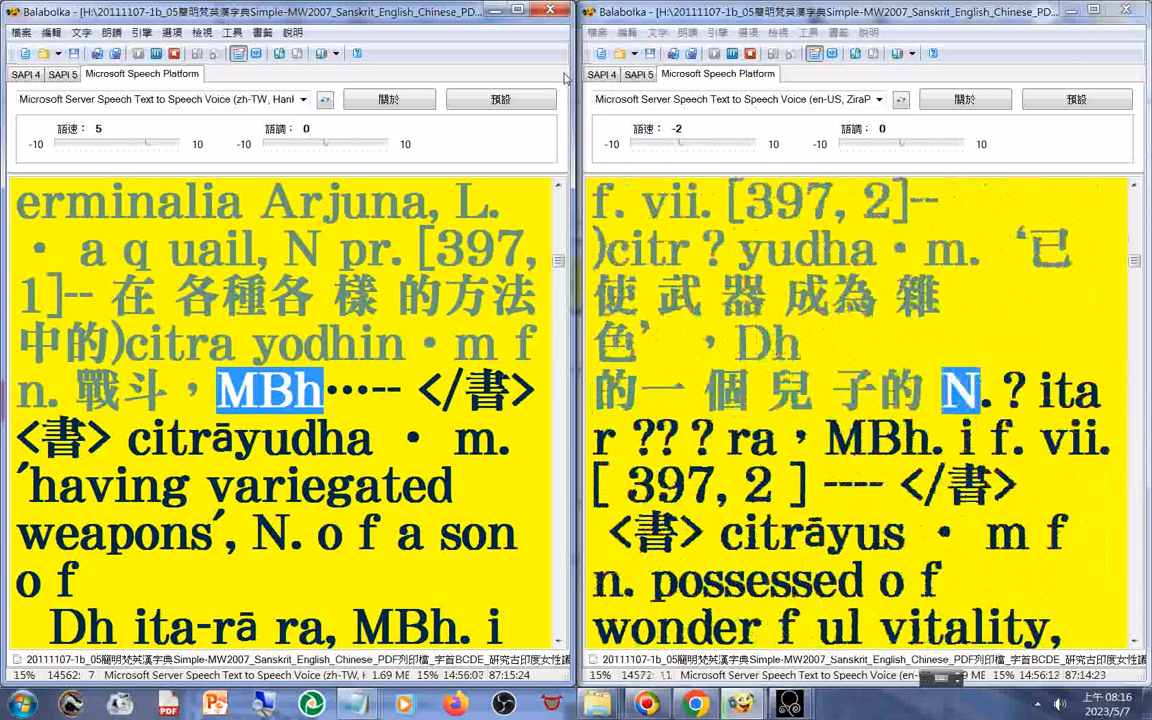 Balabolka - [H:\20111107-1b_05簡明梵英漢字典Simple-MW2007_Sanskrit_English_Chinese_PD...
檔案 編輯 文字 朗讀 引擎 選項 檢視 工具 書籤 說明
SAPI 4 SAPI 5 Microsoft Speech Platform
Microsoft Server Speech Text to Speech Voice (zh-TW, Hanl
關於 預設
語速： 5 語調： 0
-10 10 -10 10
erminalia Arjuna, L.
• a q uail, N pr. [397,
1]-- 在 各種各 樣 的方法
中的)citra yodhin • m f
n. 戰斗，MBh…-- </書>
<書> citrāyudha • m.
′having variegated
weapons′, N. o f a son
o f
Dh ita-rā ra, MBh. i
20111107-1b_05簡明梵英漢字典Simple-MW2007_Sanskrit_English_Chinese_PDF列印檔_字首BCDE_研究古印度女性議
15% 14562: 7 Microsoft Server Speech Text to Speech Voice (zh-TW, H 1.69 MB 15% 14:56:07 87:15:24
Balabolka - [H:\20111107-1b_05簡明梵英漢字典Simple-MW2007_Sanskrit_English_Chinese_PD...
檔案 編輯 文字 朗讀 引擎 選項 檢視 工具 書籤 說明
SAPI 4 SAPI 5 Microsoft Speech Platform
Microsoft Server Speech Text to Speech Voice (en-US, ZiraP
關於 預設
語速： -2 語調： 0
-10 10 -10 10
f. vii. [397, 2]--
)citr ? yudha • m. ‘已
使 武 器 成為 雜
色’ ，Dh
的一 個 兒 子的 N. ? ita
r ?? ? ra，MBh. i f. vii.
[ 397, 2 ] ---- </書>
<書> citrāyus • m f
n. possessed o f
wonder f ul vitality,
20111107-1b_05簡明梵英漢字典Simple-MW2007_Sanskrit_English_Chinese_PDF列印檔_字首BCDE_研究古印度女性議
15% 14572: Microsoft Server Speech Text to Speech Voice (en-US, 15% 14:56:13 87:14:23
上午 08:16
2023/5/7